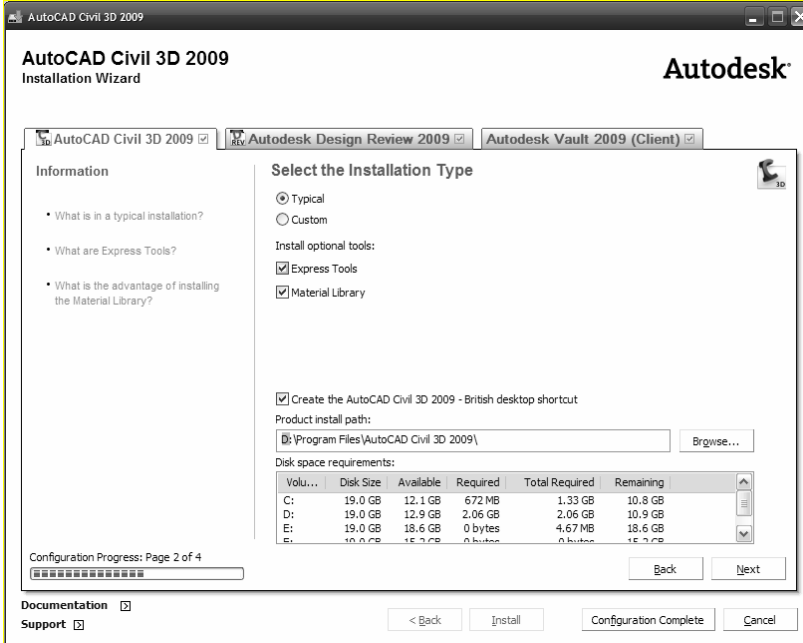 AutoCAD Civil 3D 2009
AutoCAD Civil 3D 2009
Installation Wizard
Autodesk
AutoCAD Civil 3D 2009
Autodesk Design Review 2009
Autodesk Vault 2009 (Client)
Information
• What is in a typical installation?
• What are Express Tools?
• What is the advantage of installing
the Material Library?
Select the Installation Type
3D
Typical
Custom
Install optional tools:
Express Tools
Material Library
Create the AutoCAD Civil 3D 2009 - British desktop shortcut
Product install path:
D:\Program Files\AutoCAD Civil 3D 2009\
Browse...
Disk space requirements:
Volu... Disk Size Available Required Total Required Remaining
C: 19.0 GB 12.1 GB 672 MB 1.33 GB 10.8 GB
D: 19.0 GB 12.9 GB 2.06 GB 2.06 GB 10.9 GB
E: 19.0 GB 18.6 GB 0 bytes 4.67 MB 18.6 GB
Configuration Progress: Page 2 of 4
Back Next
Documentation
Support
< Back Install Configuration Complete Cancel